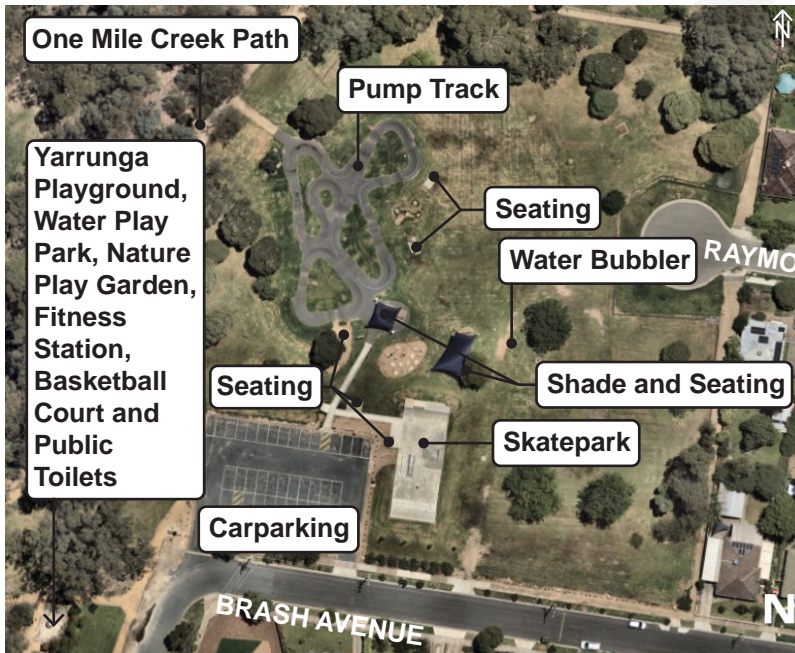 One Mile Creek Path
N
Pump Track
Yarrunga
Playground,
Water Play
Park, Nature
Play Garden,
Fitness
Station,
Basketball
Court and
Public
Toilets
Seating
RAYMO
Water Bubbler
Seating
Shade and Seating
Skatepark
Carparking
BRASH AVENUE
N